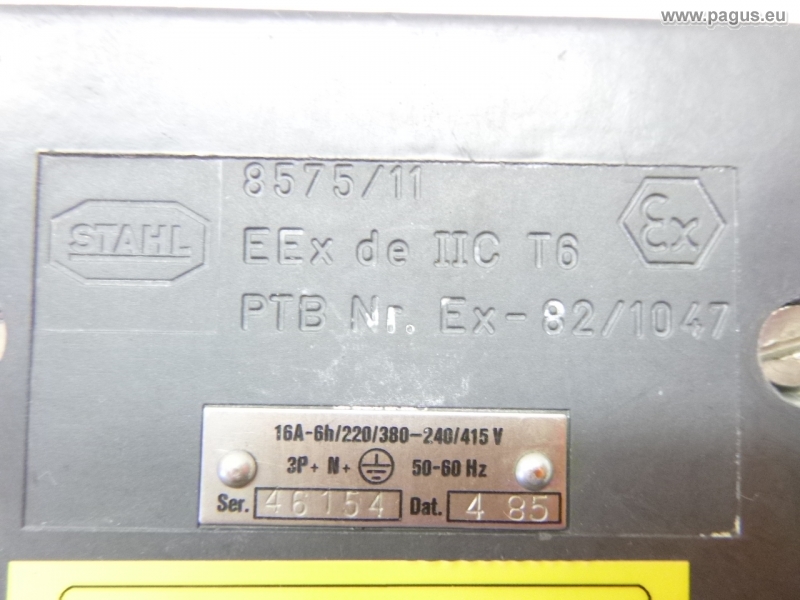 www.pagus.eu
8575/11
STAHL
Ex
EEx de IIC T6
PTB Nr. Ex-82/1047
16A-6h/220/380-240/415 V
3P+ N+ 50-60 Hz
Ser. 46154 Dat. 4 85